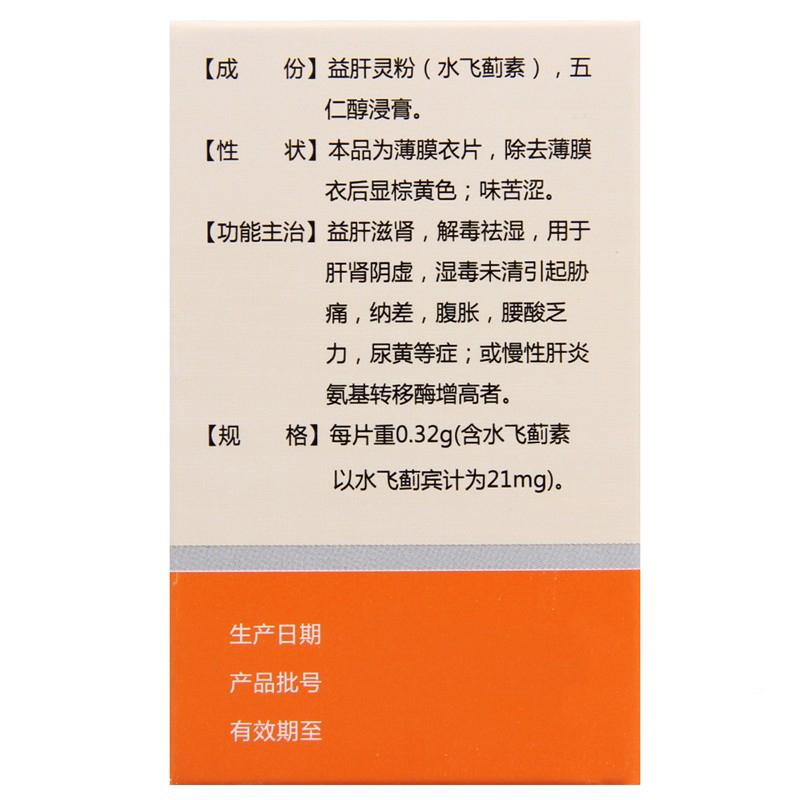 【成　　份】益肝灵粉（水飞蓟素），五
仁醇浸膏。
【性　　状】本品为薄膜衣片，除去薄膜
衣后显棕黄色；味苦涩。
【功能主治】益肝滋肾，解毒祛湿，用于
肝肾阴虚，湿毒未清引起胁
痛，纳差，腹胀，腰酸乏
力，尿黄等症；或慢性肝炎
氨基转移酶增高者。
【规　　格】每片重0.32g(含水飞蓟素
以水飞蓟宾计为21mg)。
生产日期
产品批号
有效期至